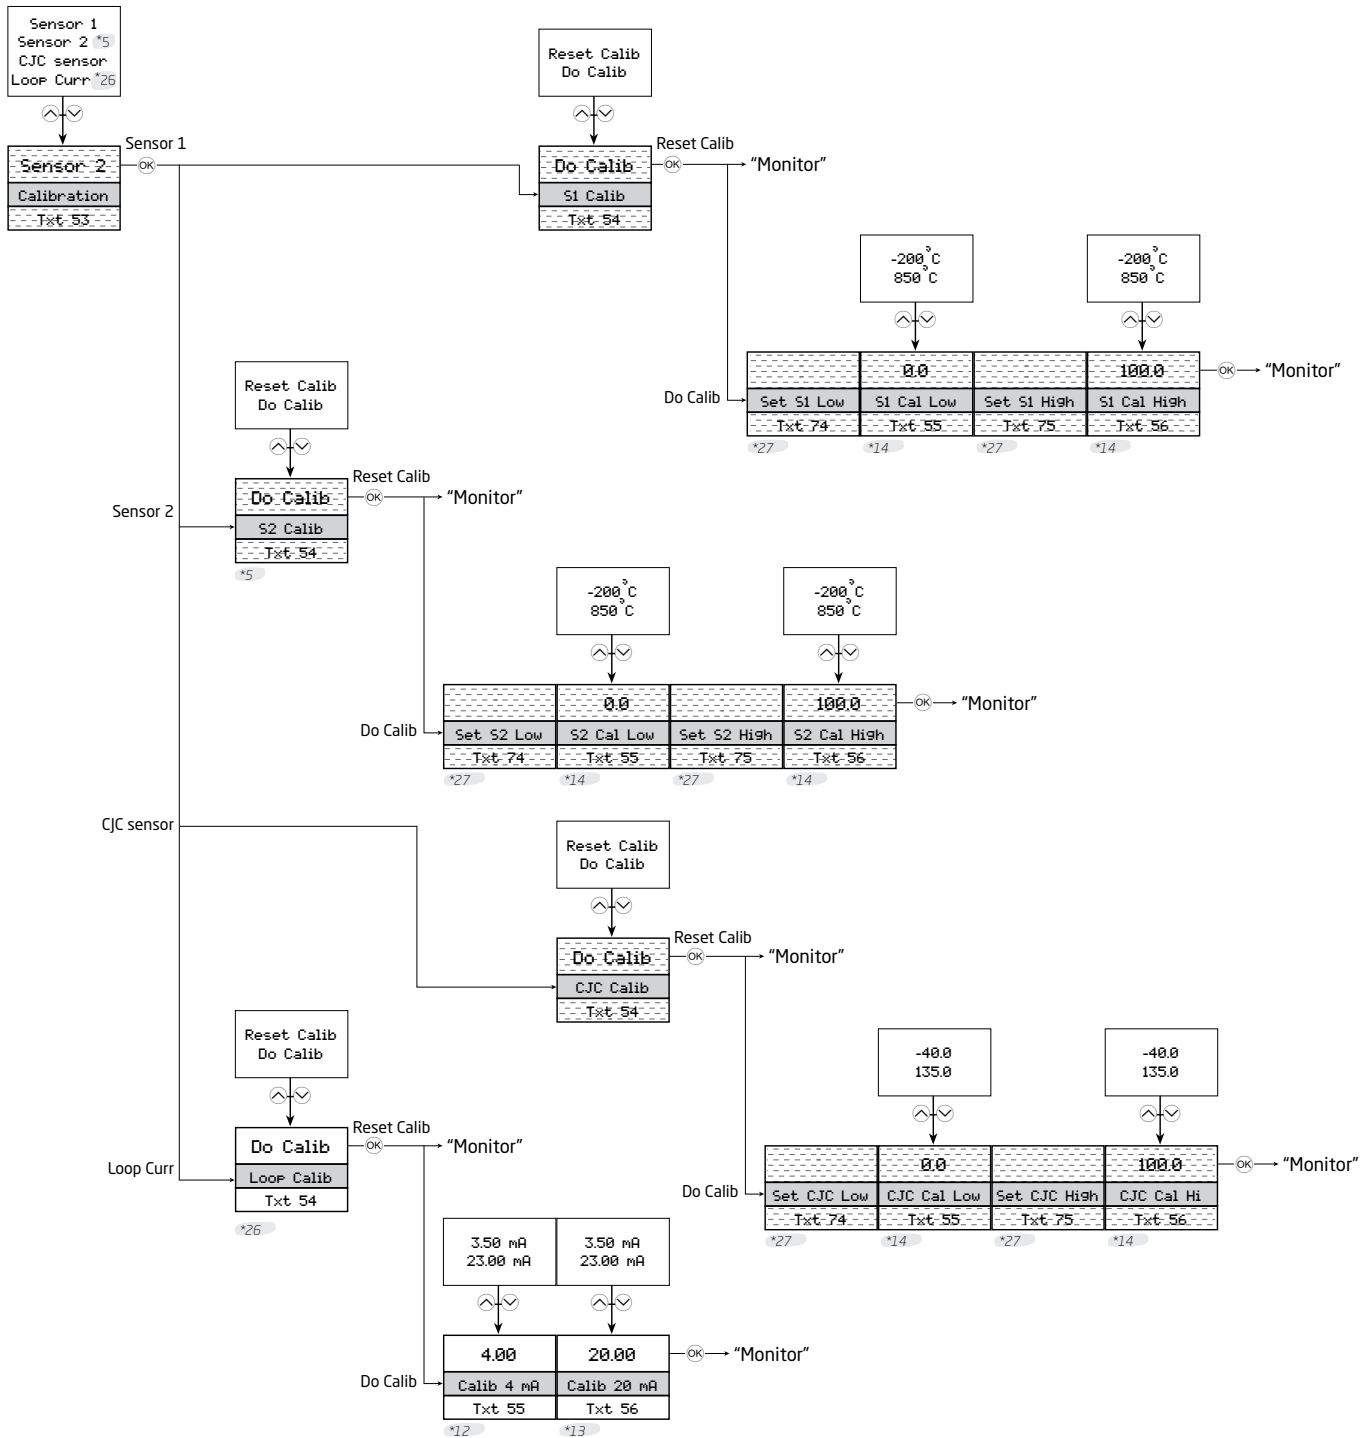 Sensor 1
Sensor 2 *5
CJC sensor
Loop Curr *26
Sensor 2
Calibration
Txt 53
OK
Sensor 1
Reset Calib
Do Calib
Do Calib
S1 Calib
Txt 54
Reset Calib
OK
"Monitor"
-200°C
850°C
-200°C
850°C
Do Calib
Set S1 Low
Txt 74
*27
0.0
S1 Cal Low
Txt 55
*14
Set S1 High
Txt 75
*27
100.0
S1 Cal High
Txt 56
*14
OK
"Monitor"
Sensor 2
Reset Calib
Do Calib
Do Calib
S2 Calib
Txt 54
*5
Reset Calib
OK
"Monitor"
-200°C
850°C
-200°C
850°C
Do Calib
Set S2 Low
Txt 74
*27
0.0
S2 Cal Low
Txt 55
*14
Set S2 High
Txt 75
*27
100.0
S2 Cal High
Txt 56
*14
OK
"Monitor"
CJC sensor
Reset Calib
Do Calib
Do Calib
CJC Calib
Txt 54
Reset Calib
OK
"Monitor"
-40.0
135.0
-40.0
135.0
Do Calib
Set CJC Low
Txt 74
*27
0.0
CJC Cal Low
Txt 55
*14
Set CJC High
Txt 75
*27
100.0
CJC Cal Hi
Txt 56
*14
OK
"Monitor"
Loop Curr
Reset Calib
Do Calib
Do Calib
Loop Calib
Txt 54
*26
Reset Calib
OK
"Monitor"
3.50 mA
23.00 mA
3.50 mA
23.00 mA
Do Calib
4.00
Calib 4 mA
Txt 55
*12
20.00
Calib 20 mA
Txt 56
*13
OK
"Monitor"